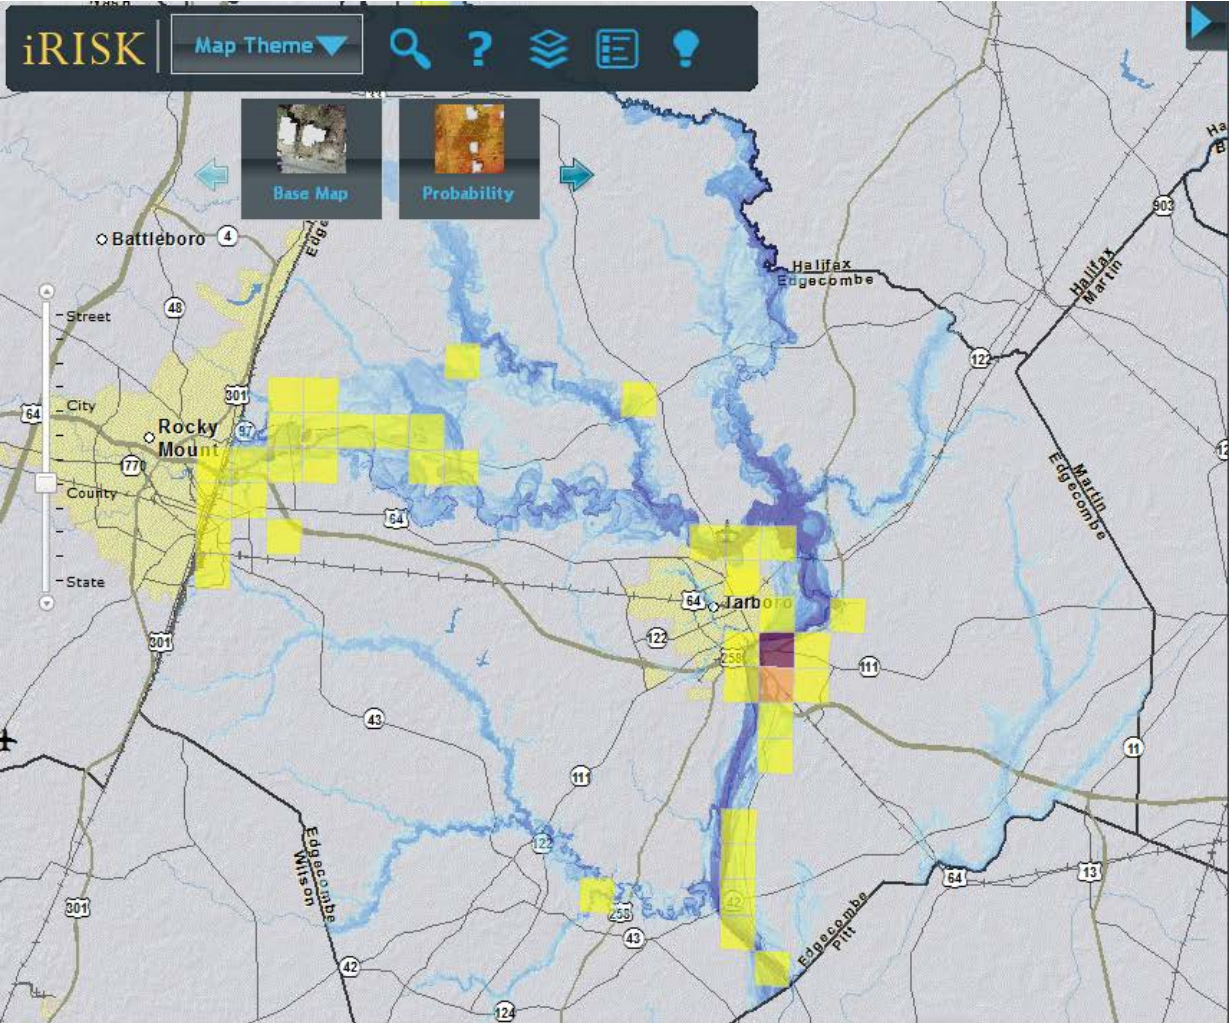 iRISK
Map Theme
?
Base Map
Probability
Battleboro
4
Halifax
Edgecombe
903
Halifax
Martin
48
Street
122
301
City
64
Rocky
Mount
97
770
County
64
Martin
Edgecombe
State
64
Tarboro
122
258
111
301
43
11
111
122
Edgecombe
Wilson
64
13
42
258
301
43
Edgecombe
Pitt
42
124